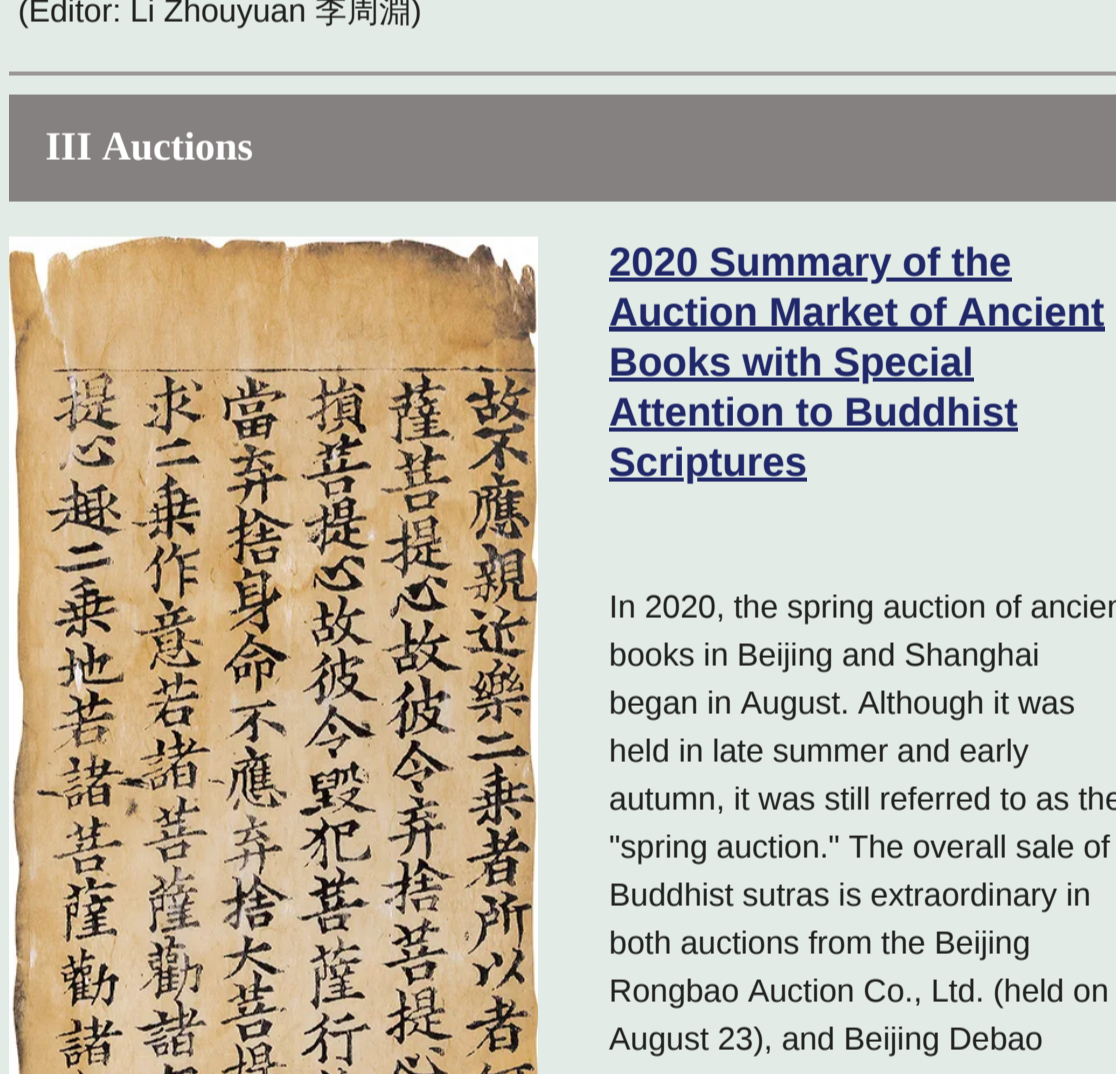 (Editor: Li Zhouyuan 李周淵)
III Auctions
故不應親近樂二乗者所以者
薩菩提心故彼令弃捨菩提心
損菩提心故彼令毀犯菩薩行
當弃捨身命不應弃捨大菩提
求二乗作意若諸菩薩勸諸
提心趣二乗地若諸菩薩勸諸
2020 Summary of the
Auction Market of Ancient
Books with Special
Attention to Buddhist
Scriptures
In 2020, the spring auction of ancien
books in Beijing and Shanghai
began in August. Although it was
held in late summer and early
autumn, it was still referred to as the
"spring auction." The overall sale of
Buddhist sutras is extraordinary in
both auctions from the Beijing
Rongbao Auction Co., Ltd. (held on
August 23), and Beijing Debao